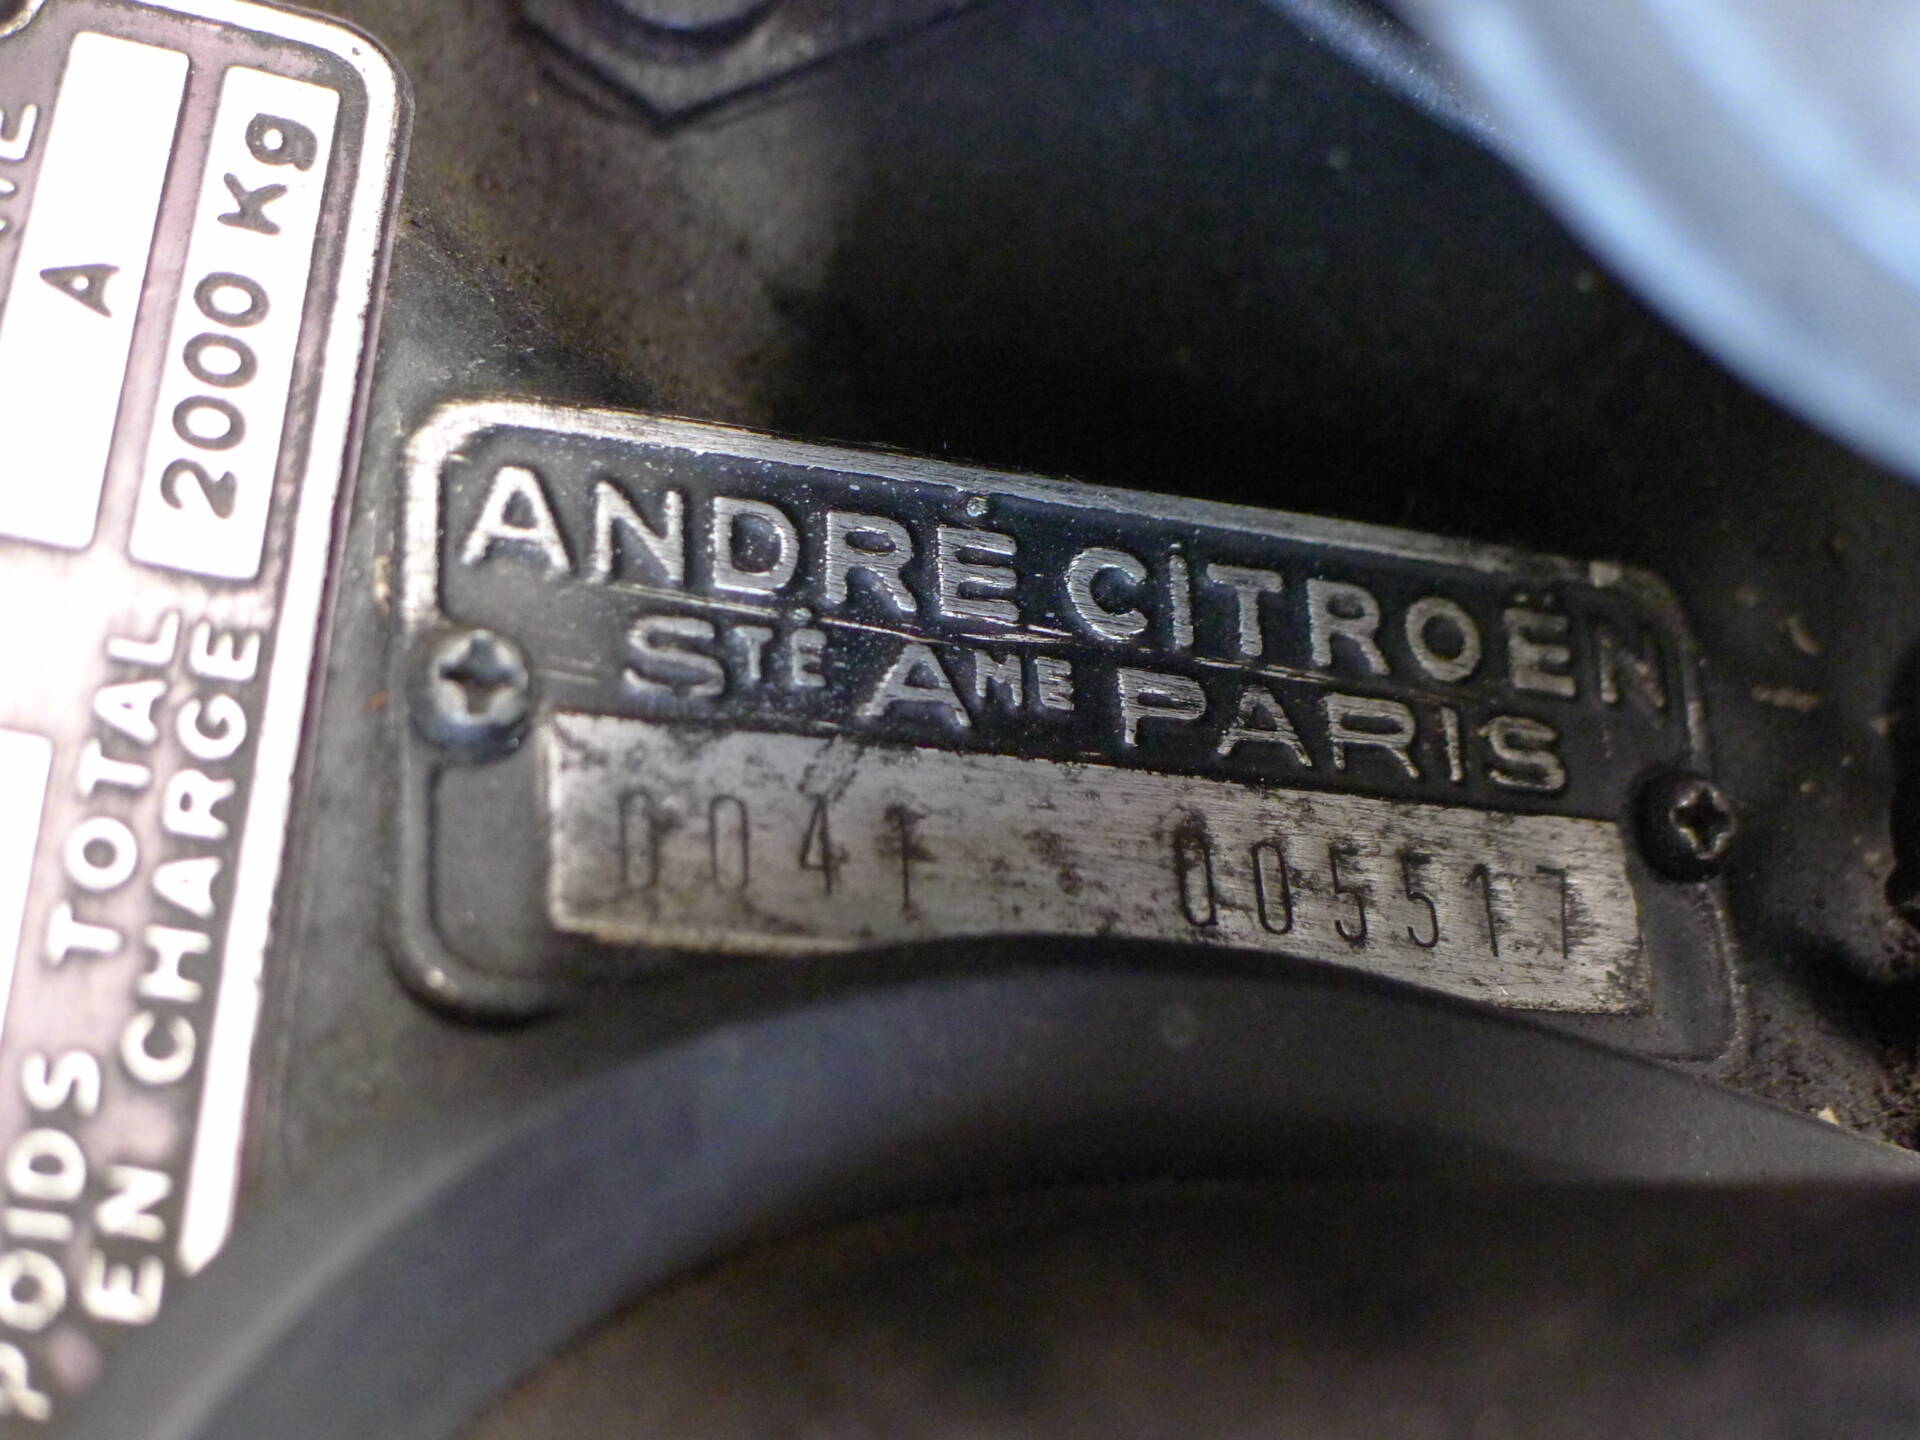 ANDRÉ CITROËN
STÉ AME PARIS
0041 005517
A
2000 Kg
POIDS TOTAL
EN CHARGE